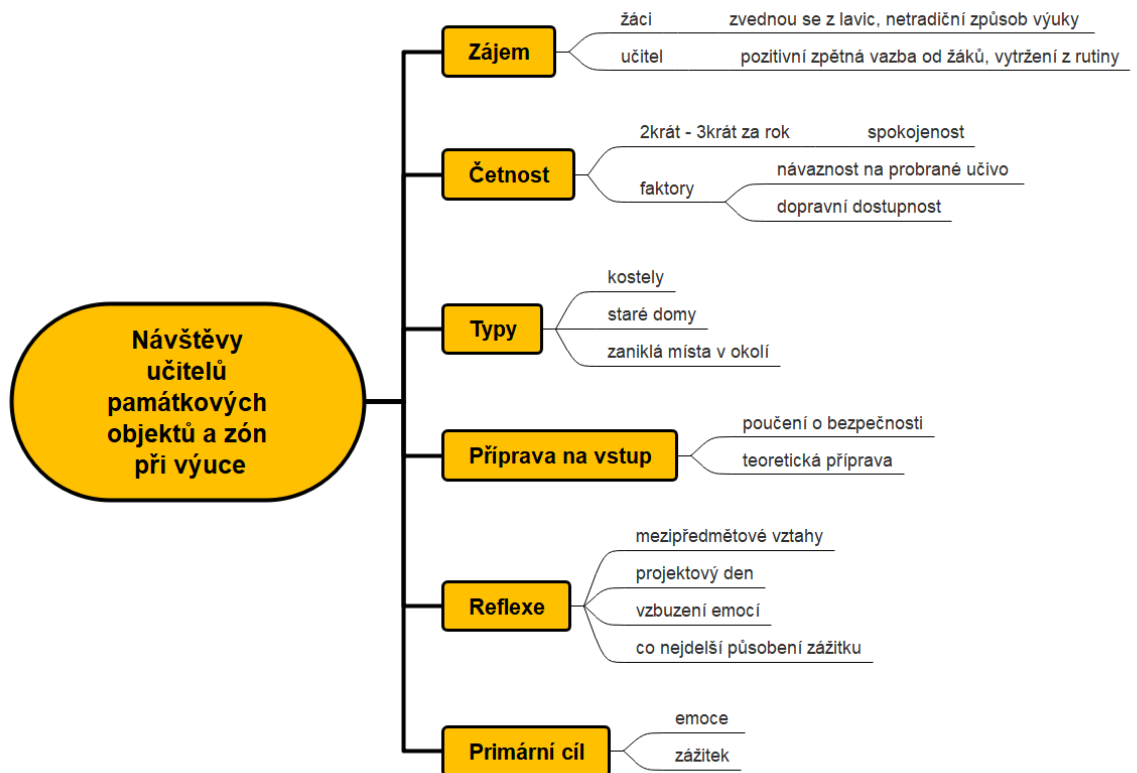 Návštěvy
učitelů
památkových
objektů a zón
při výuce
Zájem
žáci
zvednou se z lavic, netradiční způsob výuky
učitel
pozitivní zpětná vazba od žáků, vytržení z rutiny
Četnost
2krát - 3krát za rok
spokojenost
faktory
návaznost na probrané učivo
dopravní dostupnost
Typy
kostely
staré domy
zaniklá místa v okolí
Příprava na vstup
poučení o bezpečnosti
teoretická příprava
Reflexe
mezipředmětové vztahy
projektový den
vzbuzení emocí
co nejdelší působení zážitku
Primární cíl
emoce
zážitek